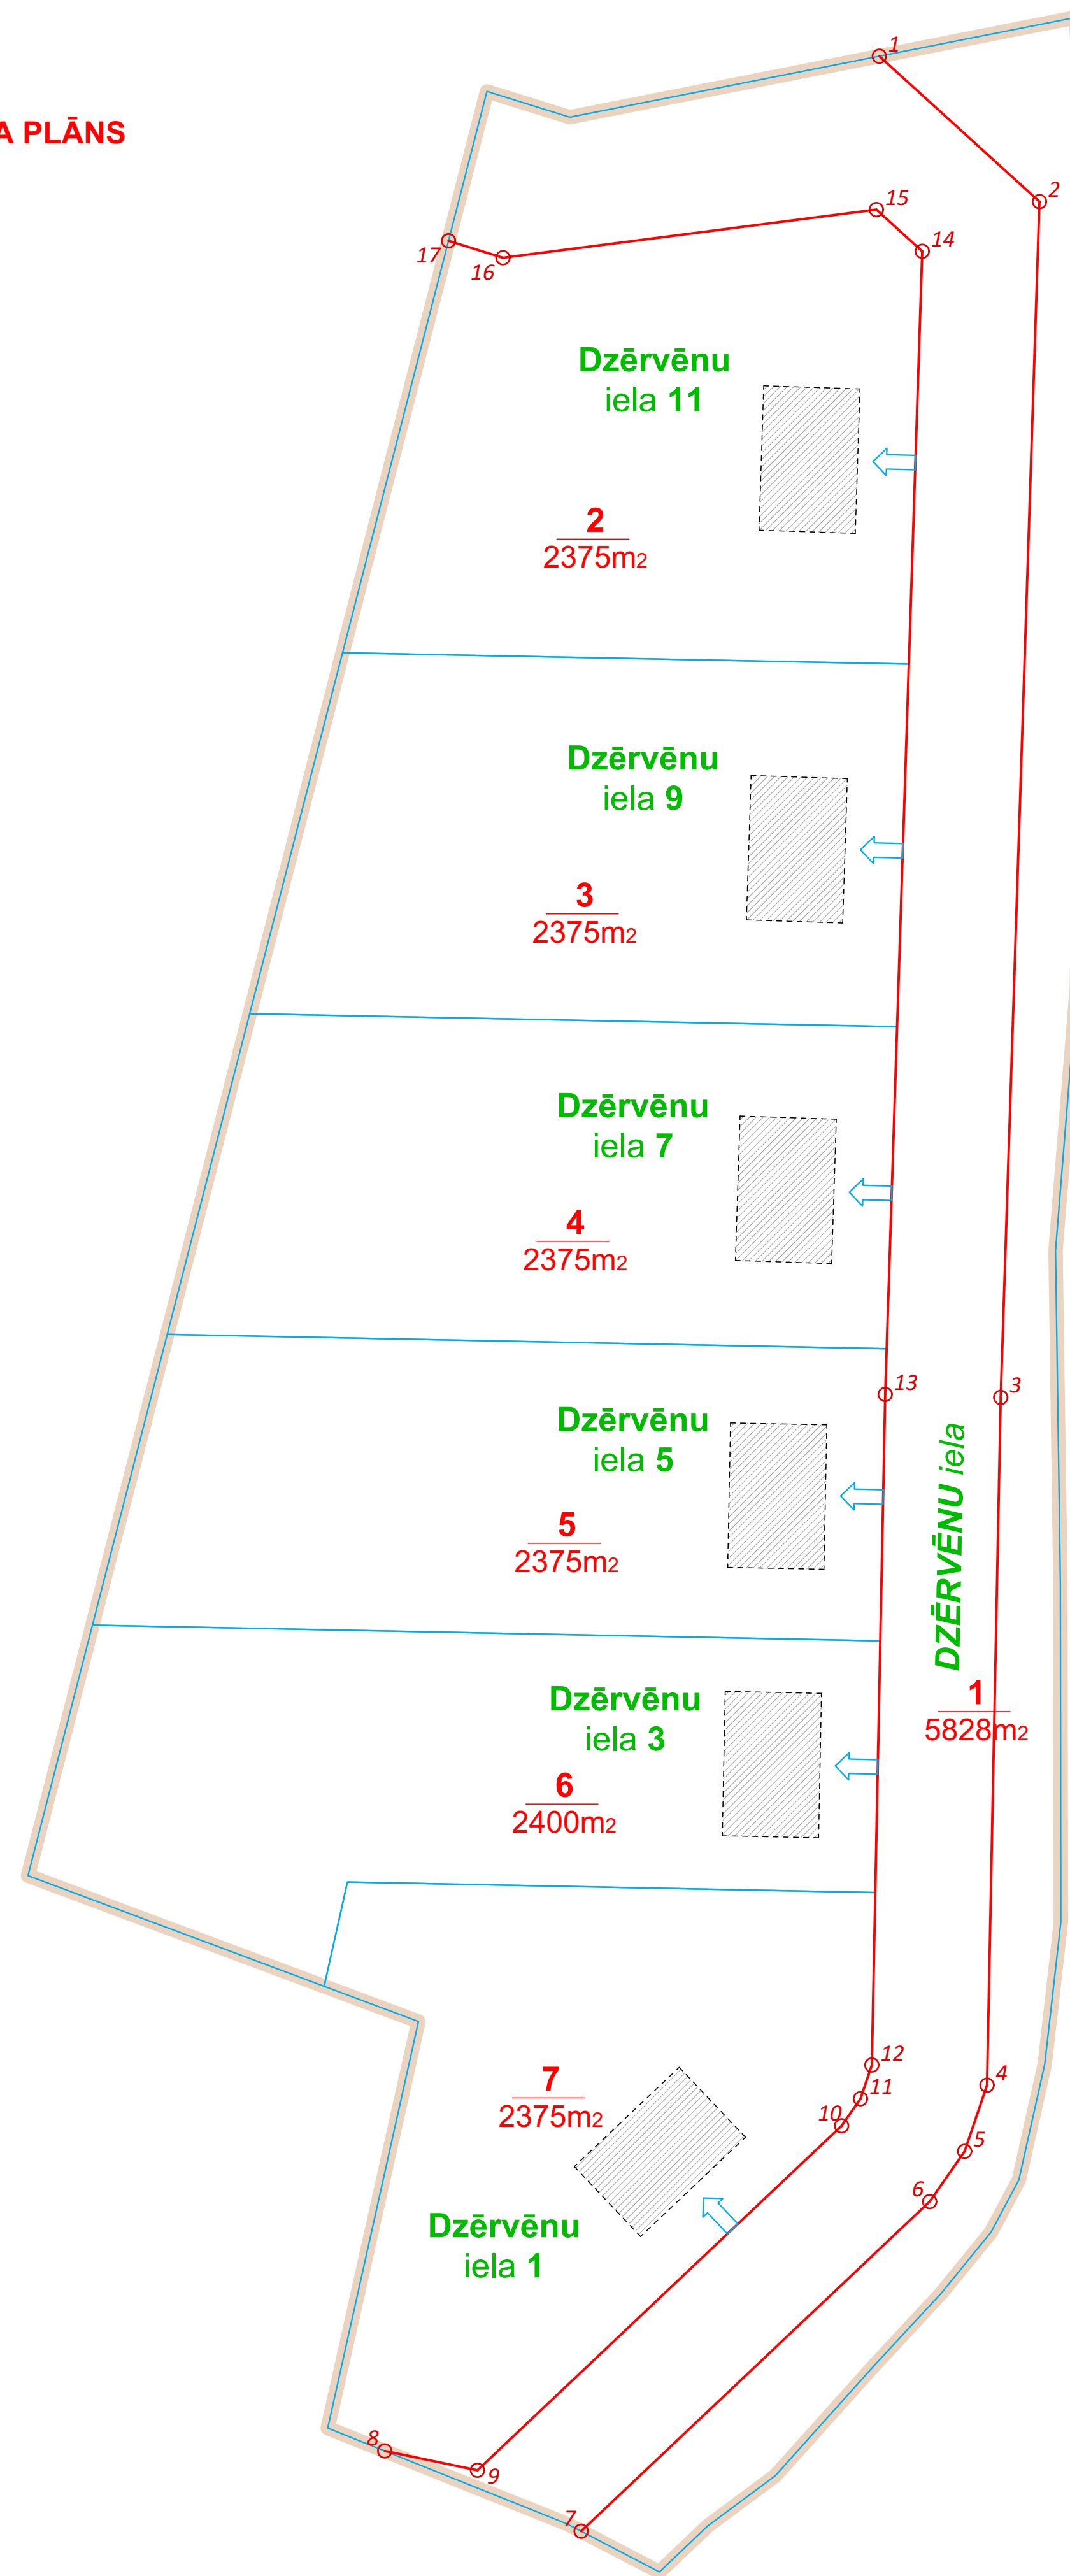 1
A PLĀNS
2
15
14
17
16
Dzērvēnu
iela 11
2
2375m2
Dzērvēnu
iela 9
3
2375m2
Dzērvēnu
iela 7
4
2375m2
13
3
Dzērvēnu
iela 5
DZĒRVĒNU iela
5
2375m2
Dzērvēnu
iela 3
1
5828m2
6
2400m2
12
4
11
10
7
2375m2
5
6
Dzērvēnu
iela 1
8
9
7